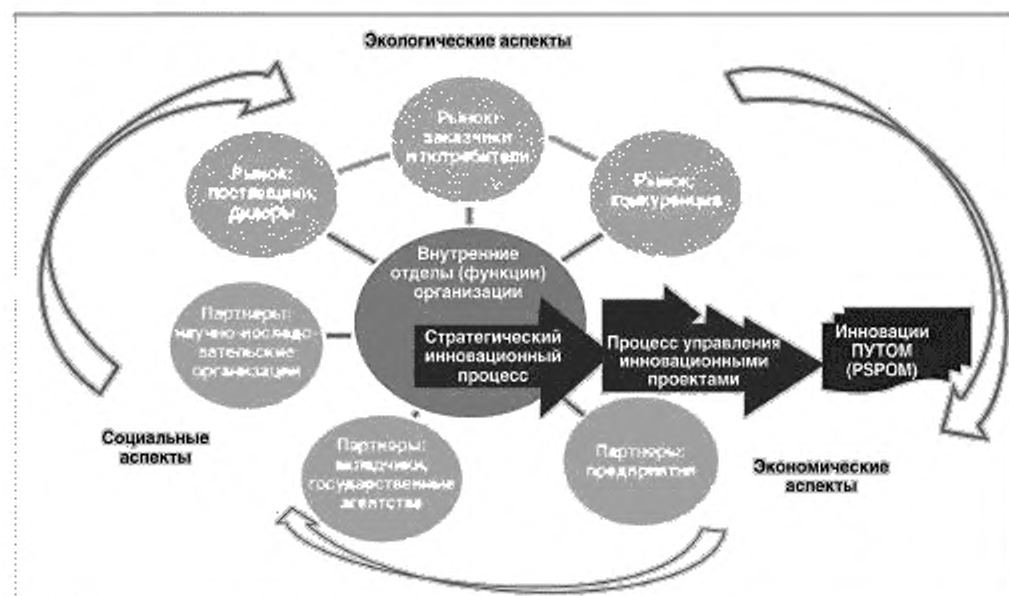 Экологические аспекты
Рынок:
заказчики
и потребители
Рынок:
поставщики,
дилеры
Рынок:
конкуренция
Внутренние
отделы (функции)
организации
Партнеры:
научно-исследо-
вательские
организации
Стратегический
инновационный
процесс
Процесс управления
инновационными
проектами
Инновации
ПУТОМ
(PSPOM)
Социальные
аспекты
Партнеры:
вкладчики,
государственные
агентства
Партнеры:
предприятия
Экономические
аспекты